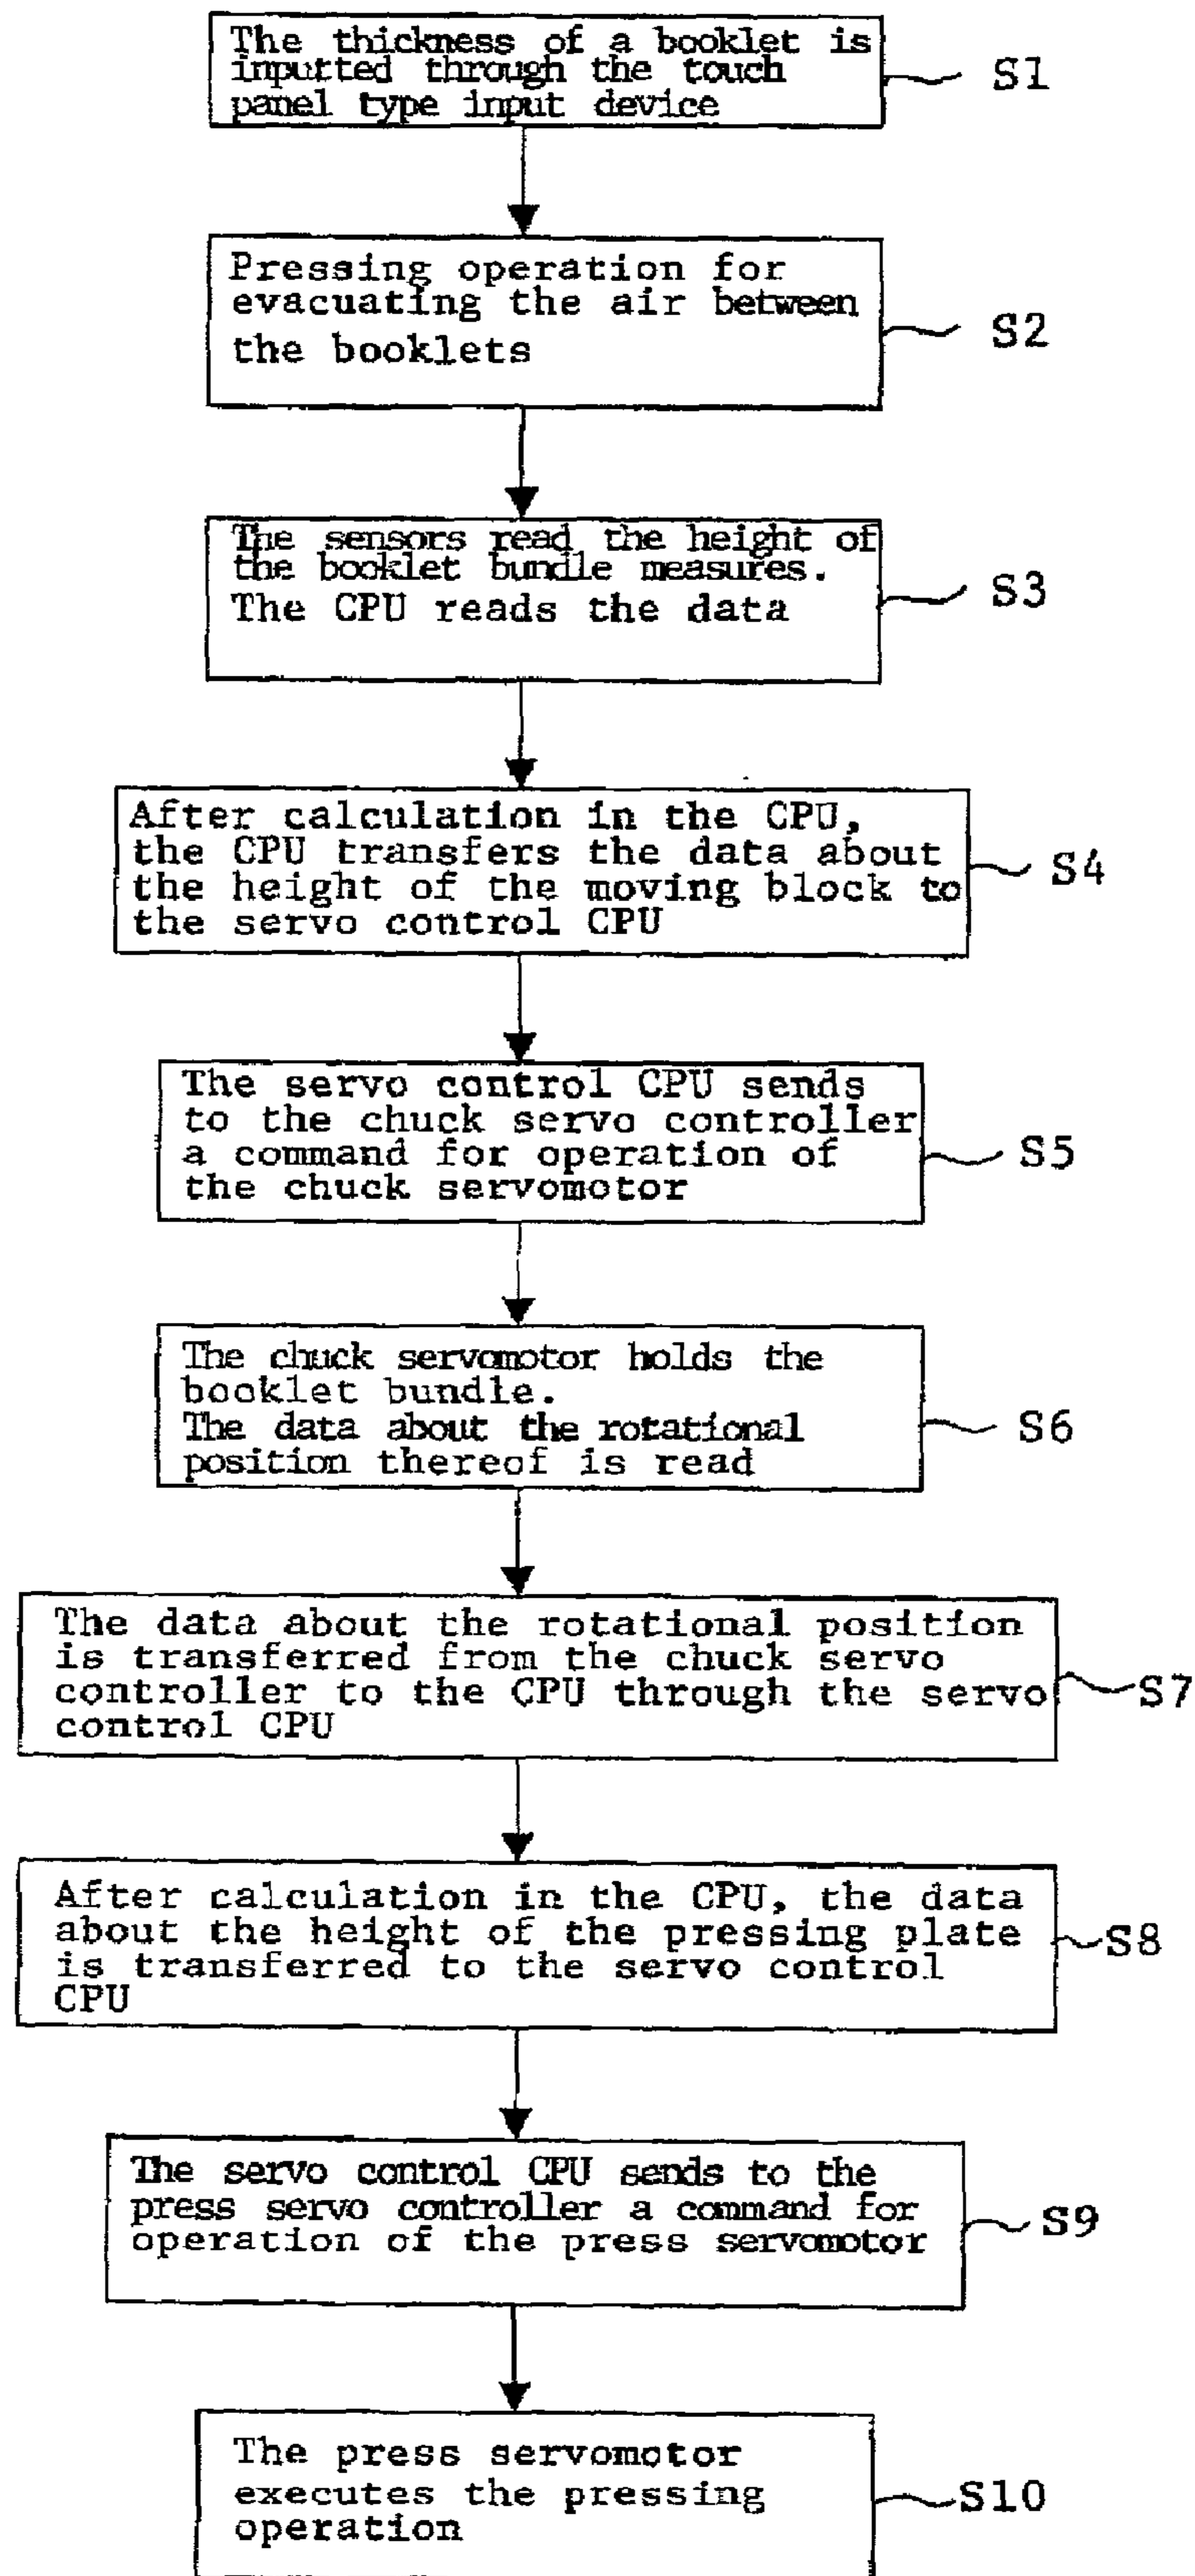 The thickness of a booklet is
inputted through the touch
panel type input device
S1
Pressing operation for
evacuating the air between
the booklets
S2
The sensors read the height of
the booklet bundle measures.
The CPU reads the data
S3
After calculation in the CPU,
the CPU transfers the data about
the height of the moving block to
the servo control CPU
S4
The servo control CPU sends
to the chuck servo controller
a command for operation of
the chuck servomotor
S5
The chuck servomotor holds the
booklet bundle.
The data about the rotational
position thereof is read
S6
The data about the rotational position
is transferred from the chuck servo
controller to the CPU through the servo
control CPU
S7
After calculation in the CPU, the data
about the height of the pressing plate
is transferred to the servo control
CPU
S8
The servo control CPU sends to the
press servo controller a command for
operation of the press servomotor
S9
The press servomotor
executes the pressing
operation
S10